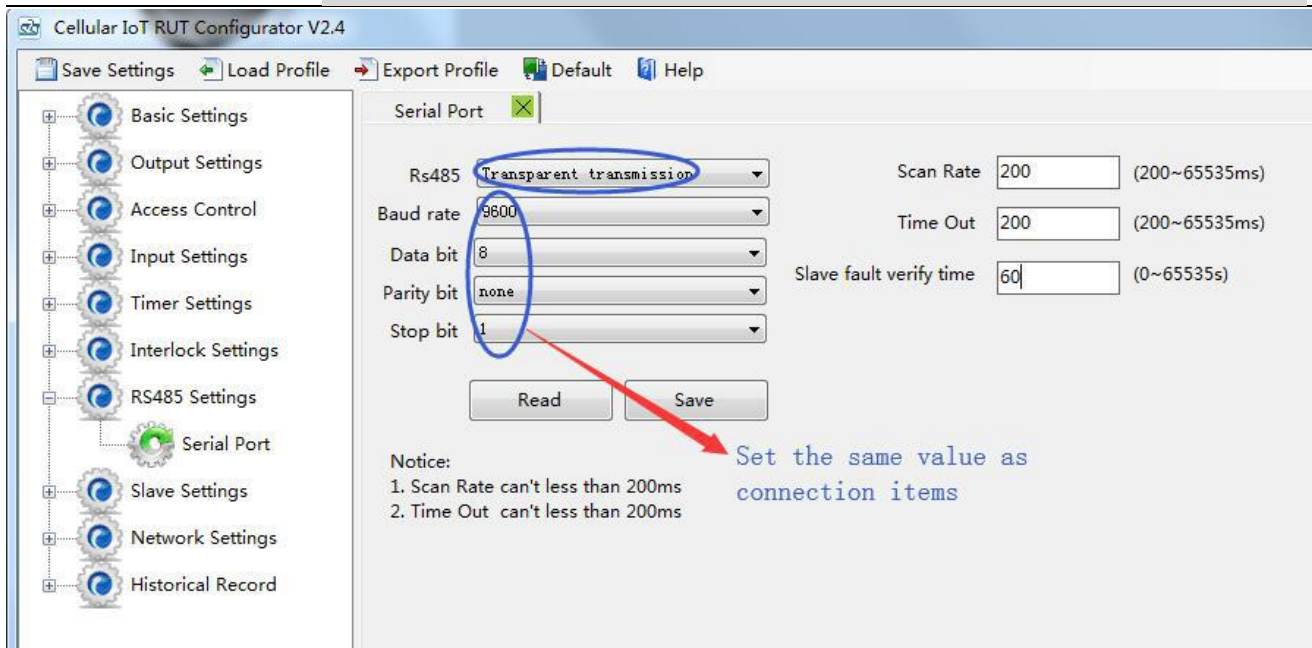 Cellular IoT RUT Configurator V2.4
Save Settings Load Profile Export Profile Default Help
Basic Settings
Output Settings
Access Control
Input Settings
Timer Settings
Interlock Settings
RS485 Settings
Serial Port
Slave Settings
Network Settings
Historical Record
Serial Port
Rs485 Transparent transmission
Baud rate 9600
Data bit 8
Parity bit none
Stop bit 1
Scan Rate 200 (200~65535ms)
Time Out 200 (200~65535ms)
Slave fault verify time 60 (0~65535s)
Read Save
Notice:
1. Scan Rate can't less than 200ms
2. Time Out can't less than 200ms
Set the same value as
connection items